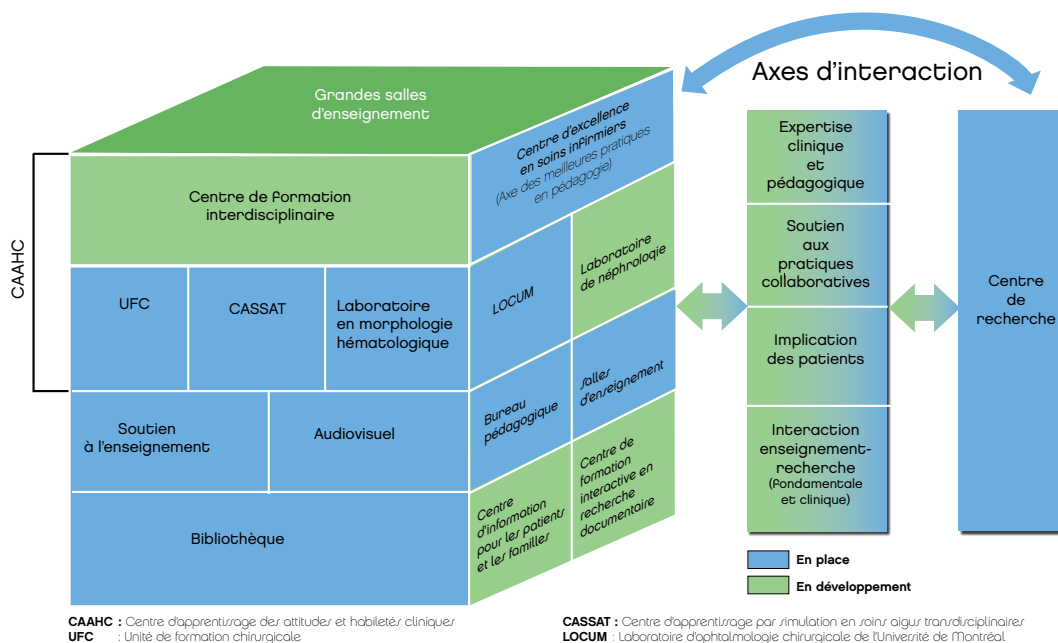 Axes d'interaction
Grandes salles
d'enseignement
Centre d'excellence
en soins infirmiers
(Axe des meilleures pratiques
en pédagogie)
CAAHC
Centre de formation
interdisciplinaire
UFC
CASSAT
Laboratoire
en morphologie
hématologique
LOCUM
Laboratoire
de néphrologie
Soutien
à l'enseignement
Audiovisuel
Bureau
pédagogique
Salles
d'enseignement
Bibliothèque
Centre
d'information
pour les patients
et les familles
Centre de
formation
interactive en
recherche
documentaire
Expertise
clinique
et
pédagogique
Soutien
aux
pratiques
collaboratives
Implication
des patients
Interaction
enseignement-
recherche
(fondamentale
et clinique)
Centre
de
recherche
En place
En développement
CAAHC : Centre d'apprentissage des attitudes et habiletés cliniques
UFC : Unité de formation chirurgicale
CASSAT : Centre d'apprentissage par simulation en soins aigus transdisciplinaires
LOCUM : Laboratoire d'ophtalmologie chirurgicale de l'Université de Montréal